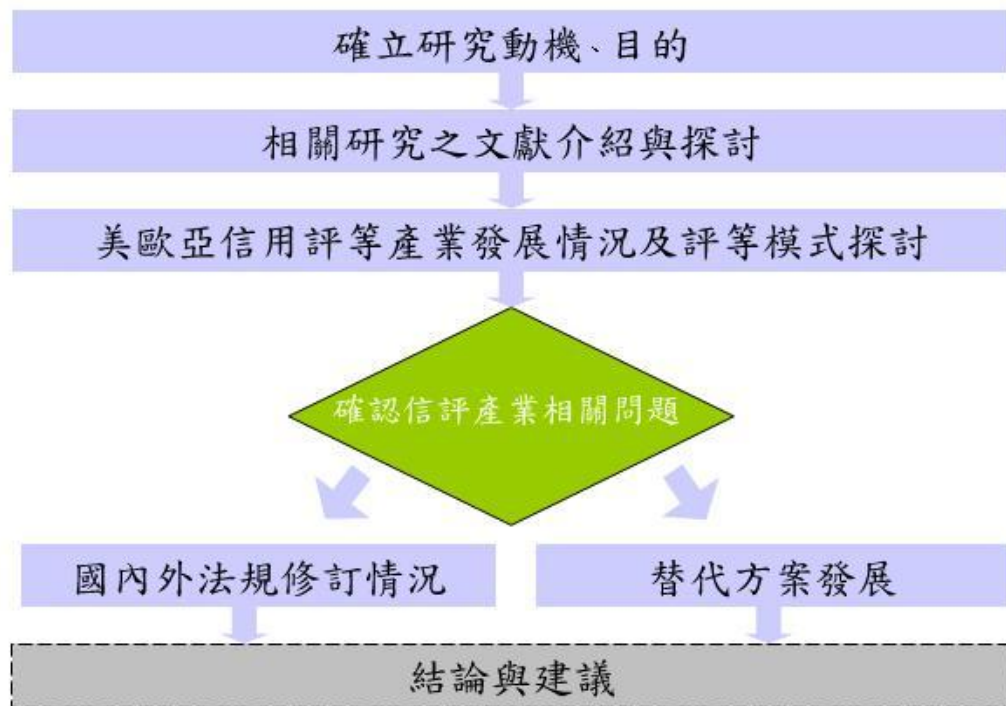 確立研究動機、目的
相關研究之文獻介紹與探討
美歐亞信用評等產業發展情況及評等模式探討
確認信評產業相關問題
國內外法規修訂情況
替代方案發展
結論與建議